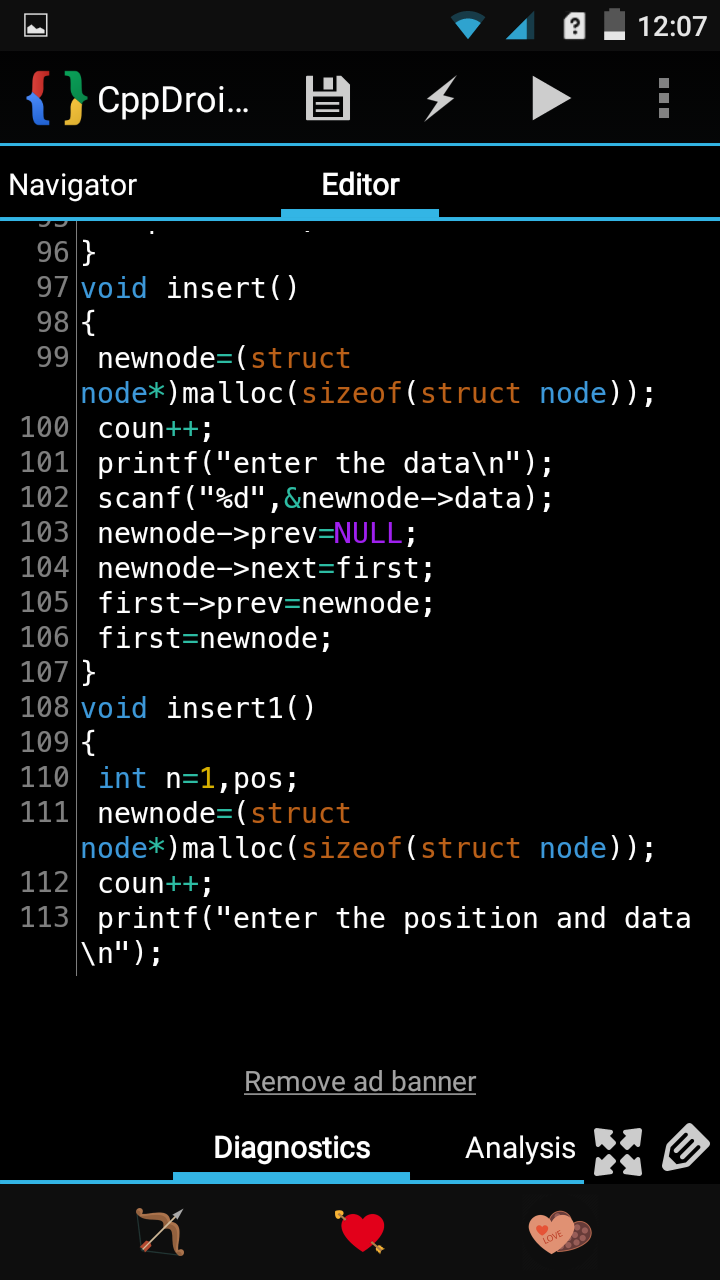 12:07
CppDroi...
Navigator
Editor
96 }
97 void insert()
98 {
99  newnode=(struct
node*)malloc(sizeof(struct node));
100  coun++;
101  printf("enter the data\n");
102  scanf("%d",&newnode->data);
103  newnode->prev=NULL;
104  newnode->next=first;
105  first->prev=newnode;
106  first=newnode;
107 }
108 void insert1()
109 {
110  int n=1,pos;
111  newnode=(struct
node*)malloc(sizeof(struct node));
112  coun++;
113  printf("enter the position and data
\n");
Remove ad banner
Diagnostics
Analysis
LOVE